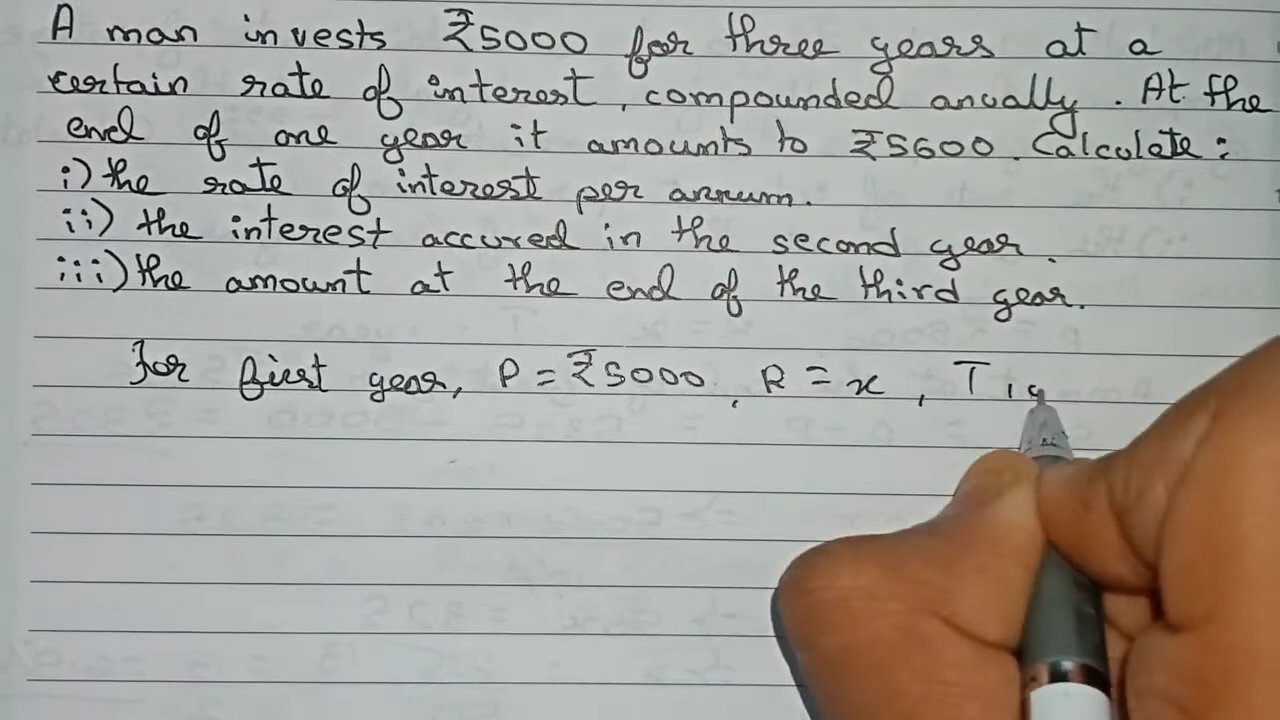 A man invests ₹5000 for three years at a
certain rate of interest, compounded anually. At the
end of one year it amounts to ₹5600. Calculate:
i) the rate of interest per annum.
ii) the interest accured in the second year.
iii) the amount at the end of the third year.
For first year, P = ₹5000, R = x, T